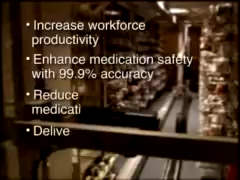 • Increase workforce
productivity
• Enhance medication safety
with 99.9% accuracy
• Reduce
medicati
• Delive